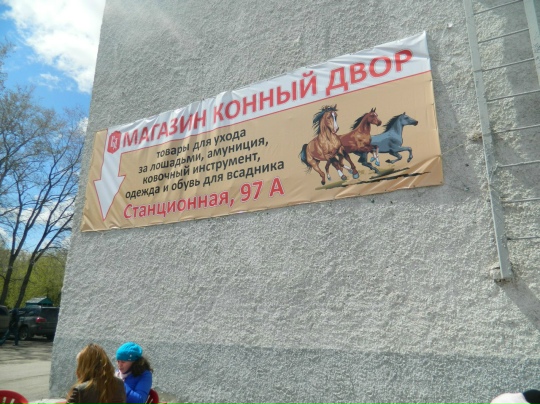 МАГАЗИН КОННЫЙ ДВОР
товары для ухода
за лошадьми, амуниция,
ковочный инструмент,
одежда и обувь для всадника
Станционная, 97 А